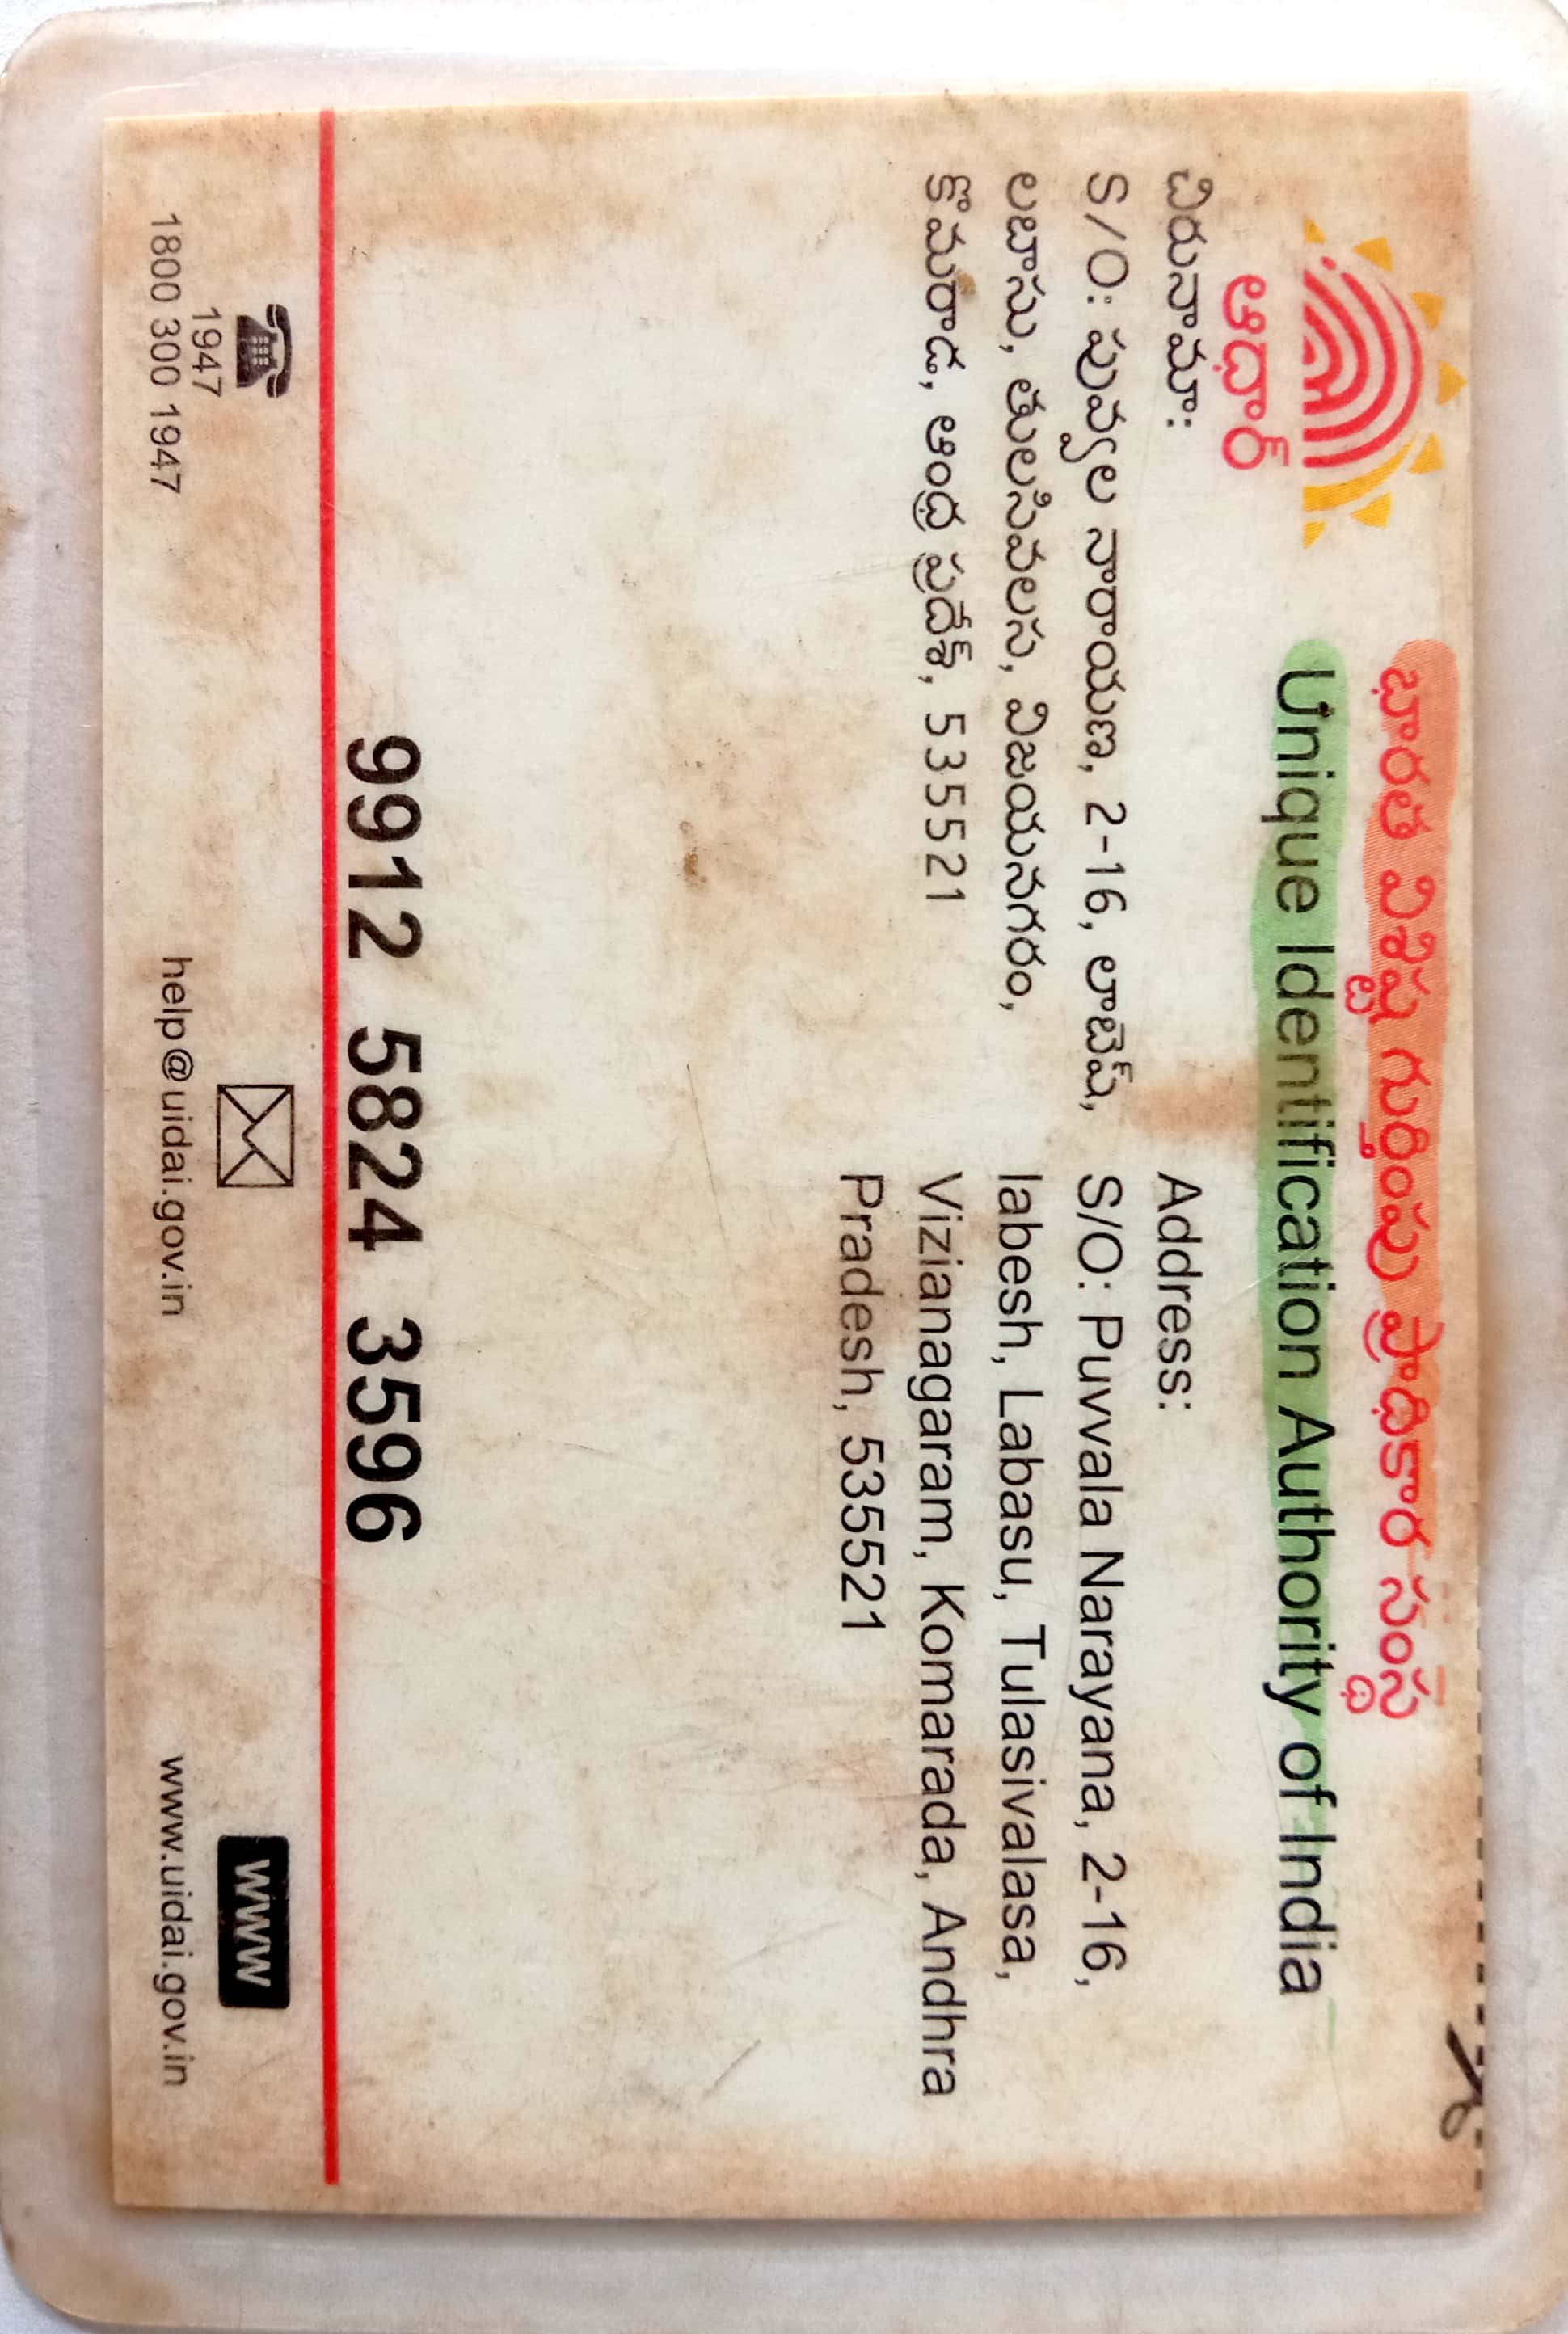 భారత విశిష్ట గుర్తింపు ప్రాధికార సంస్థ
Unique Identification Authority of India
ఆధార్
చిరునామా:
S/O: పువ్వల నారాయణ, 2-16, లాబెష్,
లబాసు, తులసివలస, విజయనగరం,
కొమరాడ, ఆంధ్ర ప్రదేశ్, 535521
Address:
S/O: Puvvala Narayana, 2-16,
labesh, Labasu, Tulasivalasa,
Vizianagaram, Komarada, Andhra
Pradesh, 535521
9912 5824 3596
1947
1800 300 1947
help@uidai.gov.in
WWW
www.uidai.gov.in